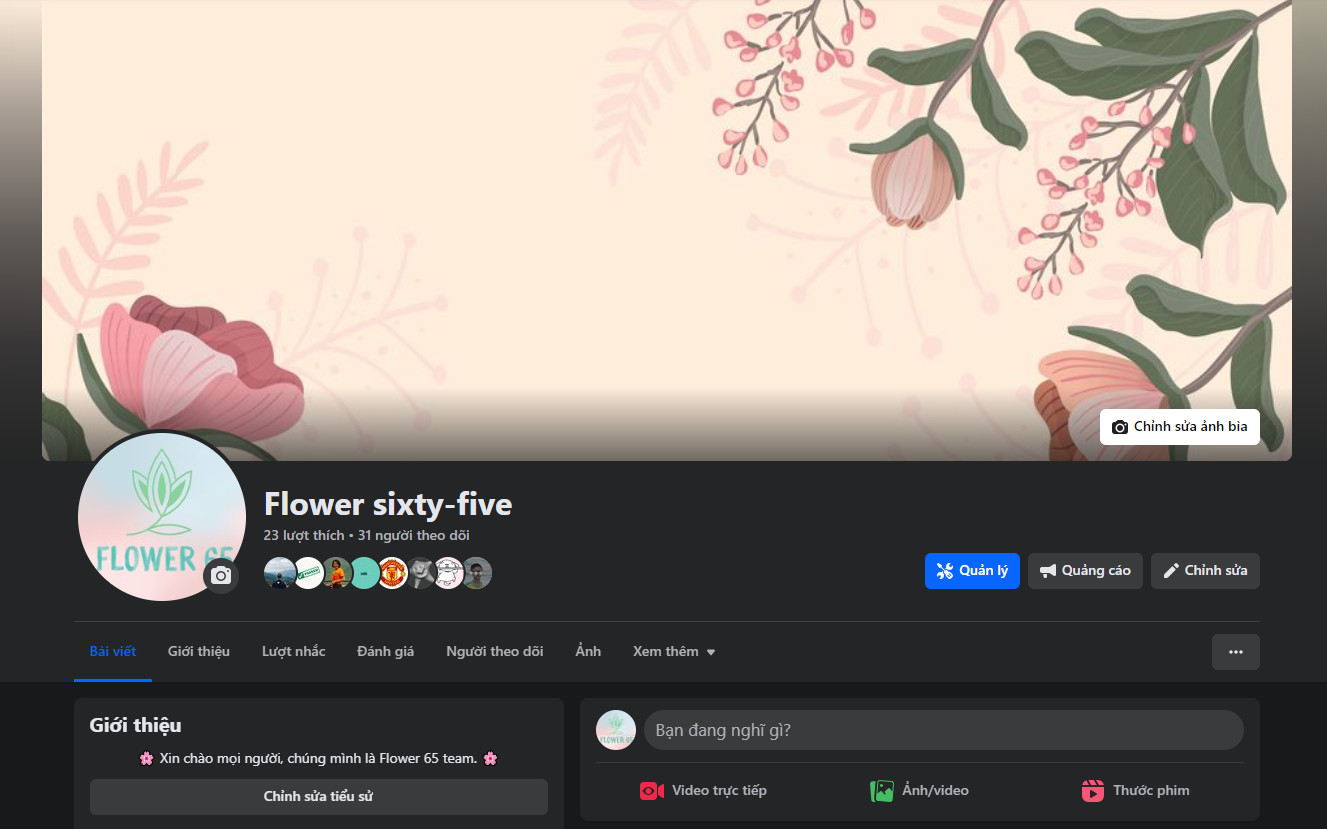 Chỉnh sửa ảnh bìa
FLOWER 65
Flower sixty-five
23 lượt thích • 31 người theo dõi
Quản lý
Quảng cáo
Chỉnh sửa
Bài viết
Giới thiệu
Lượt nhắc
Đánh giá
Người theo dõi
Ảnh
Xem thêm
Giới thiệu
🌸 Xin chào mọi người, chúng mình là Flower 65 team. 🌸
Chỉnh sửa tiểu sử
FLOWER 65
Bạn đang nghĩ gì?
Video trực tiếp
Ảnh/video
Thước phim